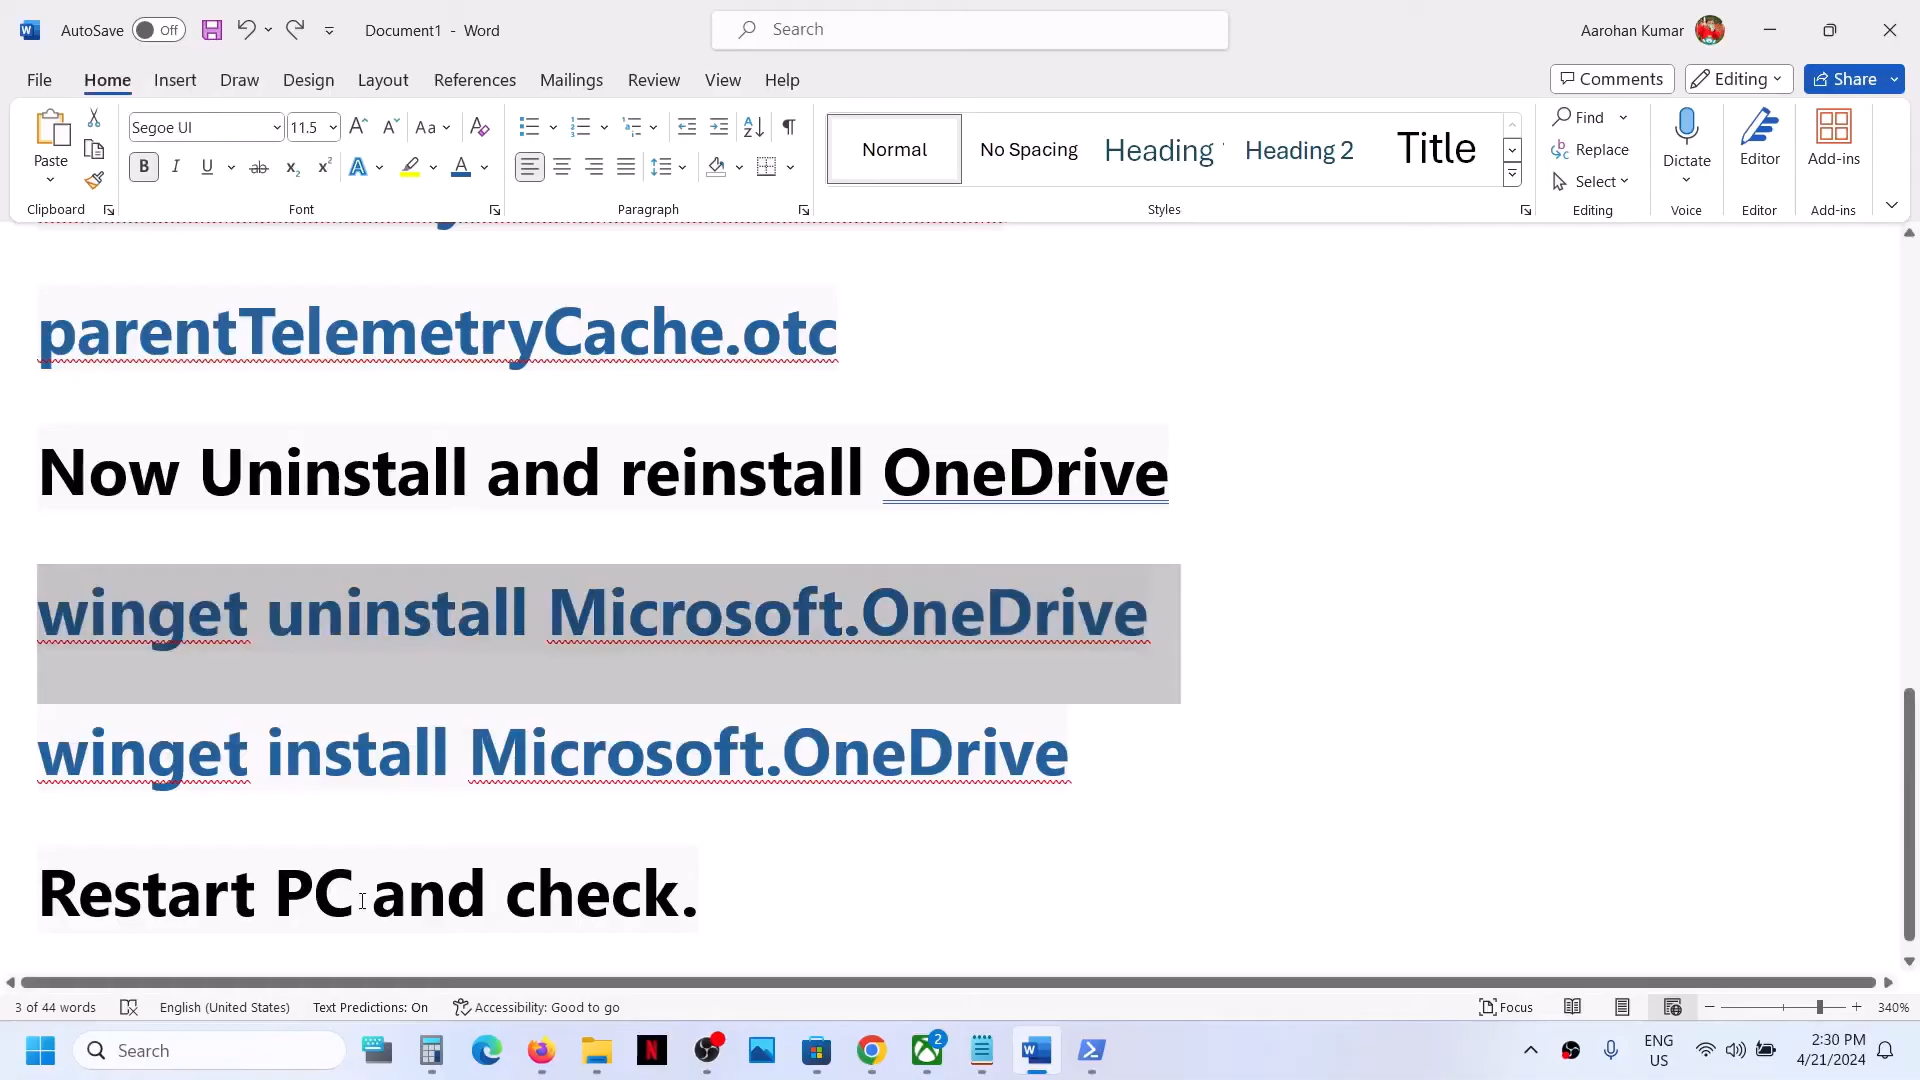 AutoSave Off Document1 - Word Search Aarohan Kumar
File Home Insert Draw Design Layout References Mailings Review View Help Comments Editing Share
Paste Segoe UI 11.5 Aa Normal No Spacing Heading Heading 2 Title Find Replace Select Dictate Editor Add-ins
Clipboard Font Paragraph Styles Editing Voice Editor Add-ins
parentTelemetryCache.otc
Now Uninstall and reinstall OneDrive
winget uninstall Microsoft.OneDrive
winget install Microsoft.OneDrive
Restart PC and check.
3 of 44 words English (United States) Text Predictions: On Accessibility: Good to go Focus 340%
Search 2 ENG US 2:30 PM 4/21/2024